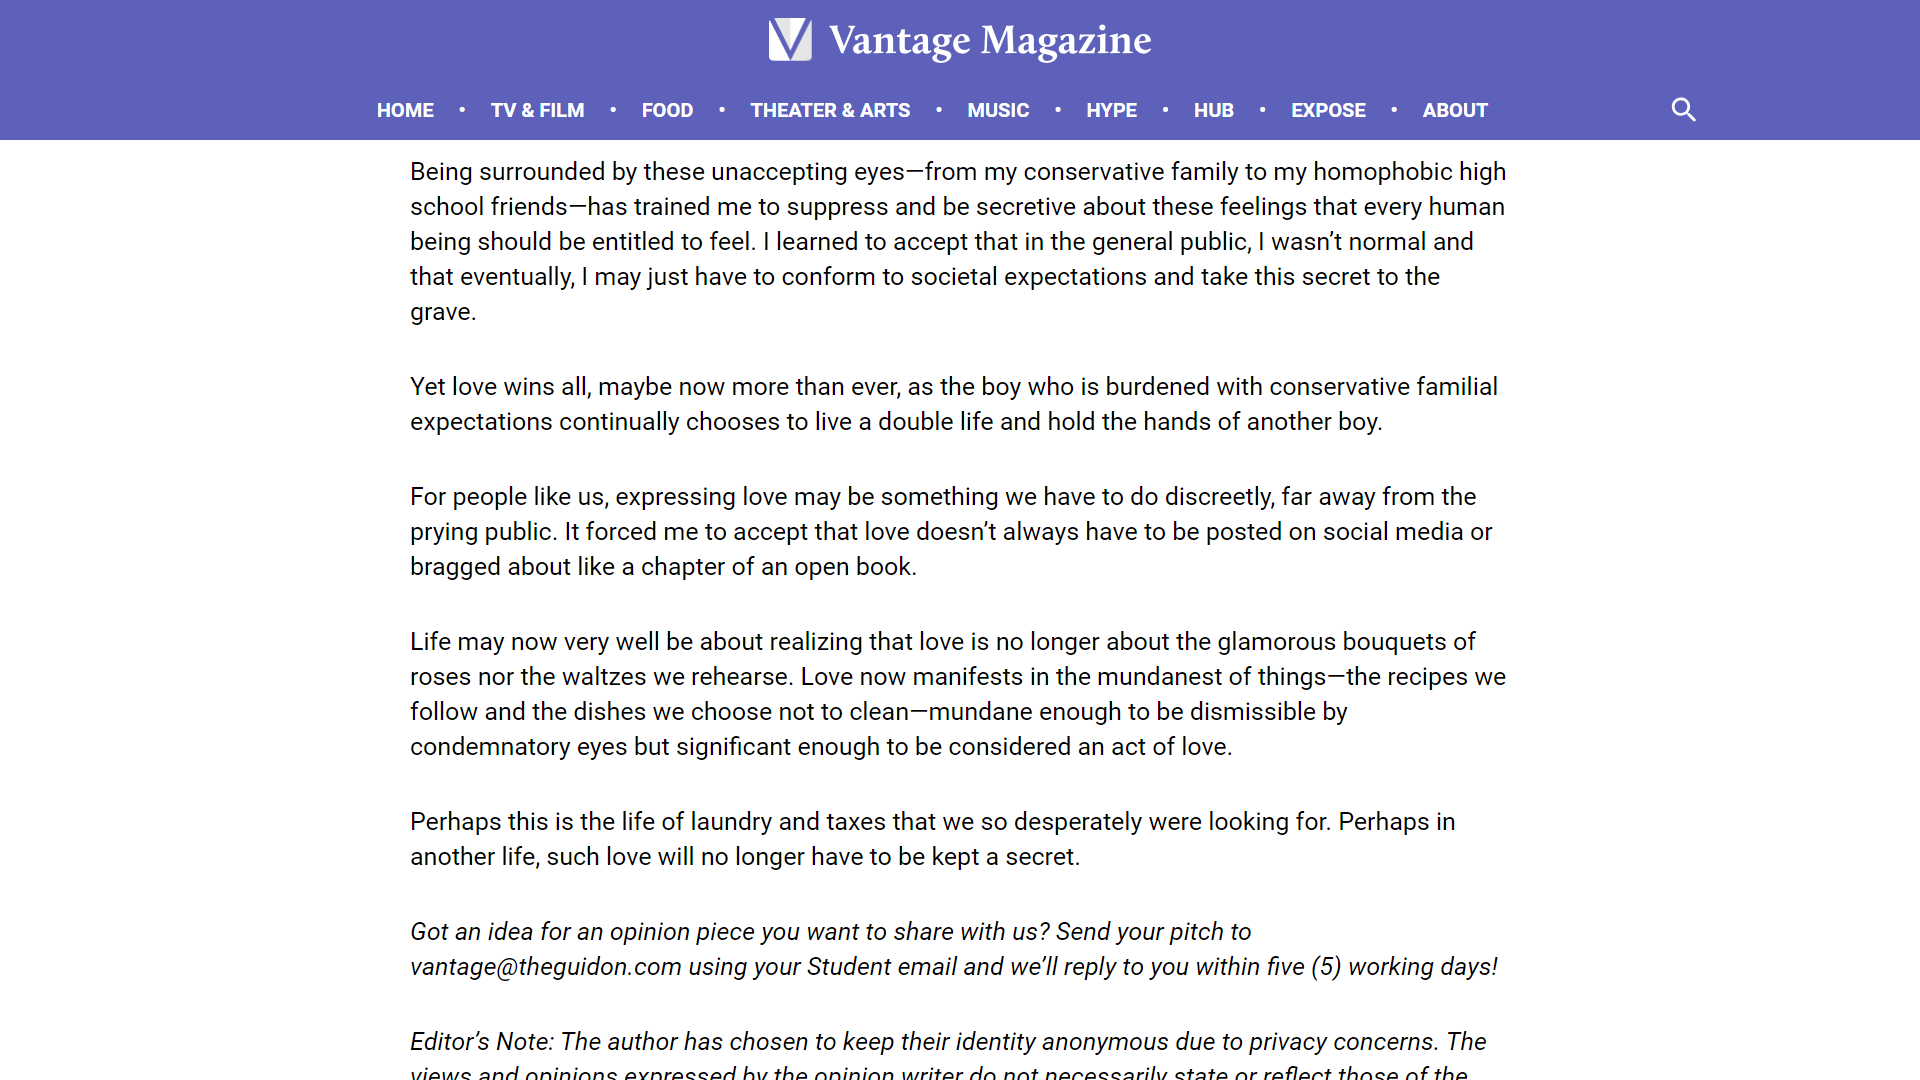 Vantage Magazine
HOME • TV & FILM • FOOD • THEATER & ARTS • MUSIC • HYPE • HUB • EXPOSE • ABOUT
Being surrounded by these unaccepting eyes—from my conservative family to my homophobic high
school friends—has trained me to suppress and be secretive about these feelings that every human
being should be entitled to feel. I learned to accept that in the general public, I wasn’t normal and
that eventually, I may just have to conform to societal expectations and take this secret to the
grave.
Yet love wins all, maybe now more than ever, as the boy who is burdened with conservative familial
expectations continually chooses to live a double life and hold the hands of another boy.
For people like us, expressing love may be something we have to do discreetly, far away from the
prying public. It forced me to accept that love doesn’t always have to be posted on social media or
bragged about like a chapter of an open book.
Life may now very well be about realizing that love is no longer about the glamorous bouquets of
roses nor the waltzes we rehearse. Love now manifests in the mundanest of things—the recipes we
follow and the dishes we choose not to clean—mundane enough to be dismissible by
condemnatory eyes but significant enough to be considered an act of love.
Perhaps this is the life of laundry and taxes that we so desperately were looking for. Perhaps in
another life, such love will no longer have to be kept a secret.
Got an idea for an opinion piece you want to share with us? Send your pitch to
vantage@theguidon.com using your Student email and we’ll reply to you within five (5) working days!
Editor’s Note: The author has chosen to keep their identity anonymous due to privacy concerns. The
views and opinions expressed by the opinion writer do not necessarily state or reflect those of the